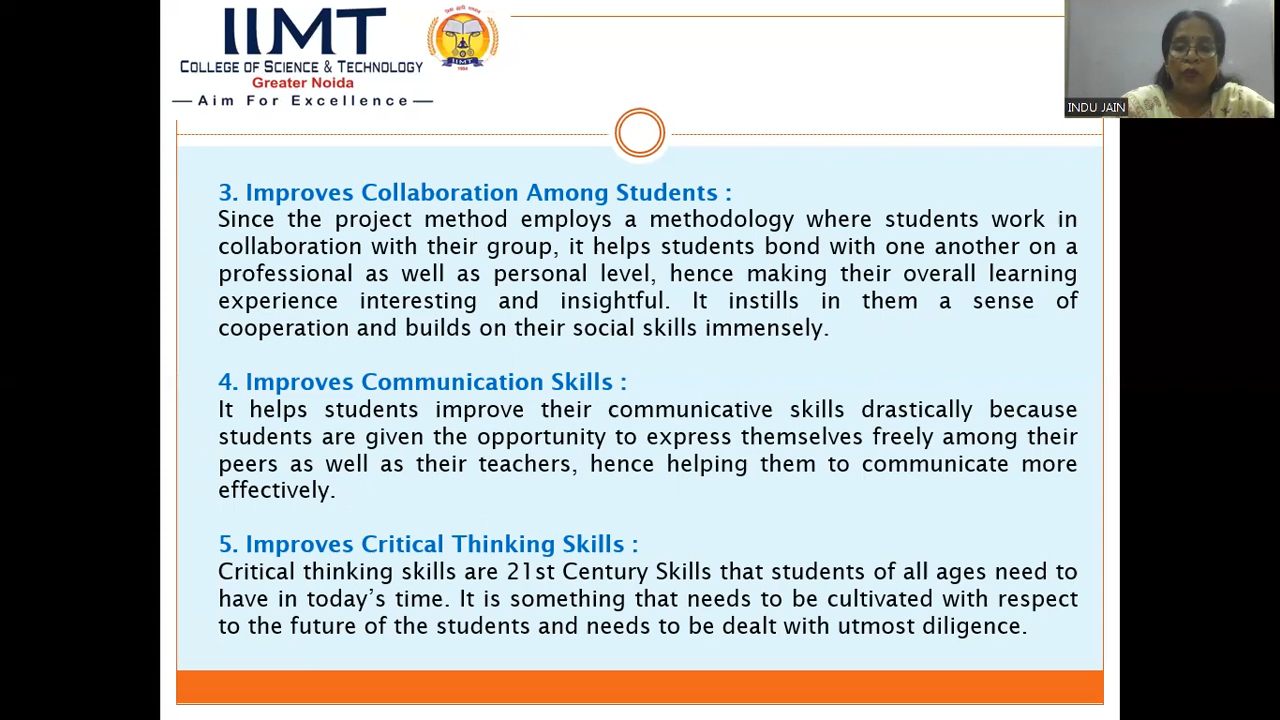 IIMT
COLLEGE OF SCIENCE & TECHNOLOGY
Greater Noida
Aim For Excellence
IIMT
INDU JAIN
3. Improves Collaboration Among Students :
Since the project method employs a methodology where students work in
collaboration with their group, it helps students bond with one another on a
professional as well as personal level, hence making their overall learning
experience interesting and insightful. It instills in them a sense of
cooperation and builds on their social skills immensely.
4. Improves Communication Skills :
It helps students improve their communicative skills drastically because
students are given the opportunity to express themselves freely among their
peers as well as their teachers, hence helping them to communicate more
effectively.
5. Improves Critical Thinking Skills :
Critical thinking skills are 21st Century Skills that students of all ages need to
have in today’s time. It is something that needs to be cultivated with respect
to the future of the students and needs to be dealt with utmost diligence.